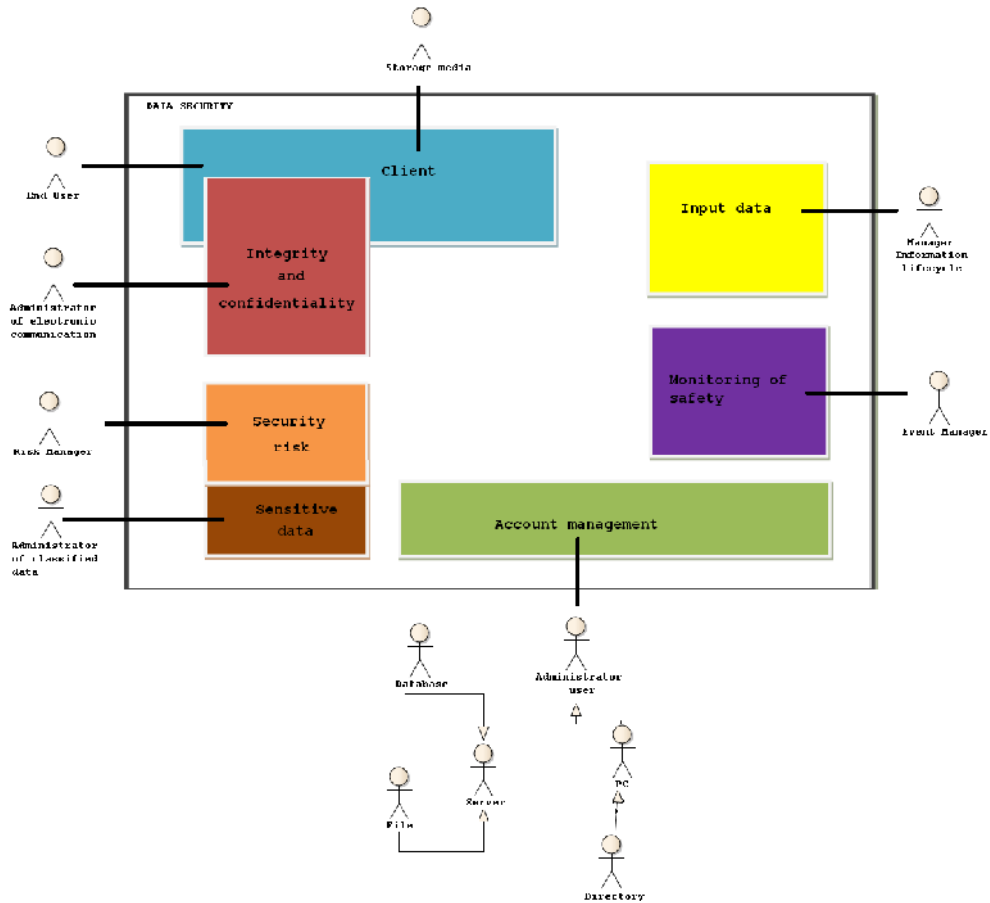 Storage media
DATA SECURITY
Client
End User
Input data
Manager
Information
lifecycle
Integrity
and
confidentiality
Administrator
of electronic
communication
Monitoring of
safety
Event Manager
Security
risk
Risk Manager
Sensitive
data
Administrator
of classified
data
Account management
Administrator
user
Database
Server
File
PC
Directory